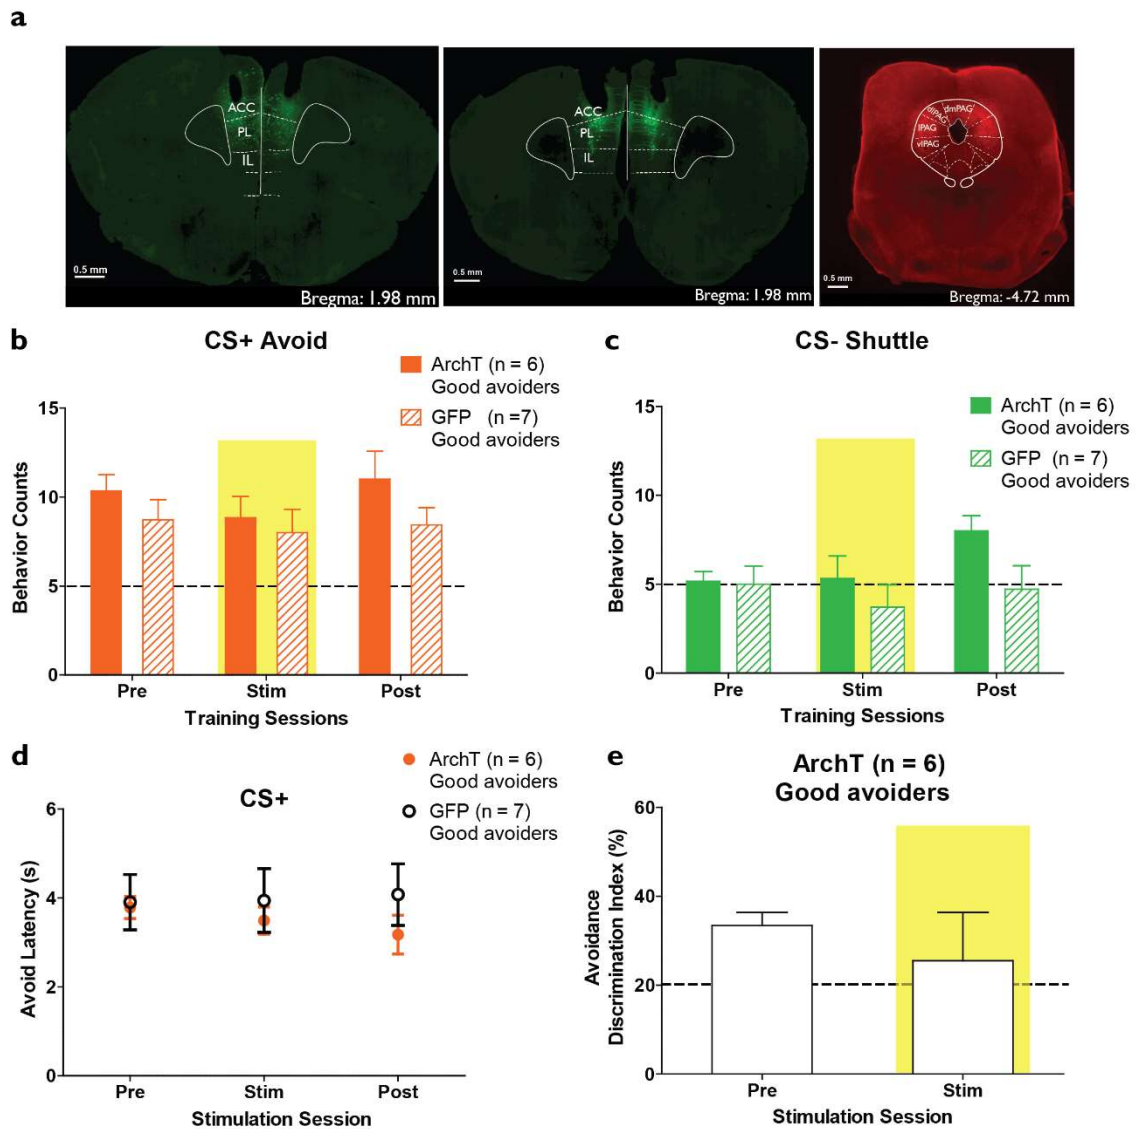 a
ACC
PL
IL
0.5 mm
Bregma: 1.98 mm
ACC
PL
IL
0.5 mm
Bregma: 1.98 mm
dmPAG
dlPAG
lPAG
vlPAG
0.5 mm
Bregma: -4.72 mm
b
CS+ Avoid
ArchT (n = 6)
Good avoiders
GFP (n =7)
Good avoiders
15
10
5
0
Behavior Counts
Pre
Stim
Post
Training Sessions
c
CS- Shuttle
ArchT (n = 6)
Good avoiders
GFP (n = 7)
Good avoiders
15
10
5
0
Behavior Counts
Pre
Stim
Post
Training Sessions
d
CS+
ArchT (n = 6)
Good avoiders
GFP (n = 7)
Good avoiders
6
4
2
0
Avoid Latency (s)
Pre
Stim
Post
Stimulation Session
e
ArchT (n = 6)
Good avoiders
60
40
20
0
Avoidance
Discrimination Index (%)
Pre
Stim
Stimulation Session